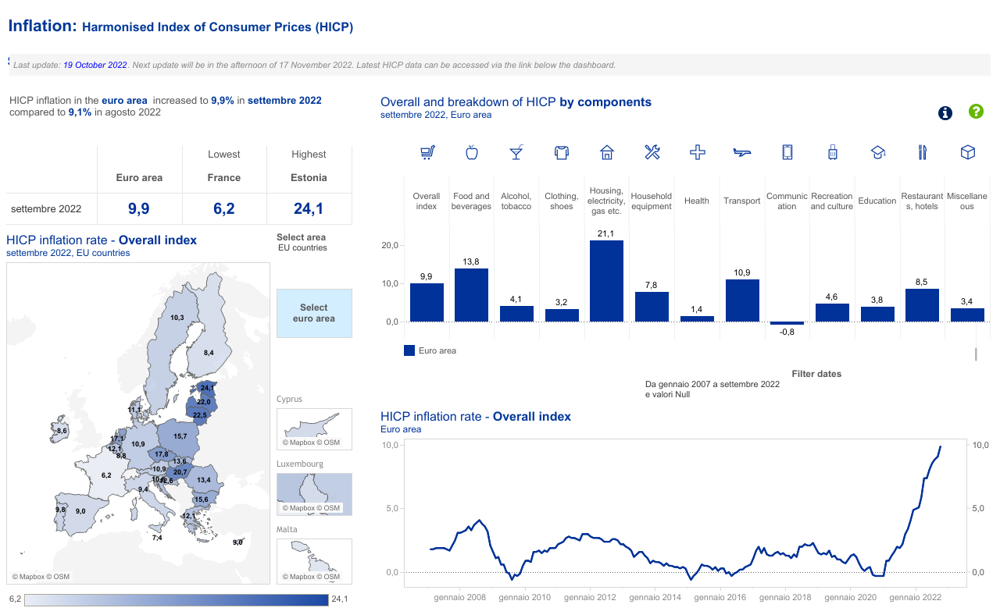 Inflation: Harmonised Index of Consumer Prices (HICP)
Last update: 19 October 2022. Next update will be in the afternoon of 17 November 2022. Latest HICP data can be accessed via the link below the dashboard.
HICP inflation in the euro area increased to 9,9% in settembre 2022
compared to 9,1% in agosto 2022
Lowest Highest
Euro area France Estonia
settembre 2022 9,9 6,2 24,1
HICP inflation rate - Overall index
settembre 2022, EU countries
Select area
EU countries
Select
euro area
10,3
8,4
24,1
22,0
22,5
11,1
8,6
17,1
12,1
8,8
10,9
15,7
17,8
13,6
10,9
20,7
6,2
9,4
13,4
15,6
9,8
9,0
12,1
7,4
9,0
© Mapbox © OSM
Cyprus
© Mapbox © OSM
Luxembourg
© Mapbox © OSM
Malta
© Mapbox © OSM
6,2 24,1
Overall and breakdown of HICP by components
settembre 2022, Euro area
i ?
Overall
index
Food and
beverages
Alcohol,
tobacco
Clothing,
shoes
Housing,
electricity,
gas etc.
Household
equipment
Health
Transport
Communic
ation
Recreation
and culture
Education
Restaurant
s, hotels
Miscellane
ous
20,0
10,0
0,0
9,9 13,8 4,1 3,2 21,1 7,8 1,4 10,9 -0,8 4,6 3,8 8,5 3,4
Euro area
Filter dates
Da gennaio 2007 a settembre 2022
e valori Null
HICP inflation rate - Overall index
Euro area
10,0 10,0
5,0 5,0
0,0 0,0
gennaio 2008 gennaio 2010 gennaio 2012 gennaio 2014 gennaio 2016 gennaio 2018 gennaio 2020 gennaio 2022